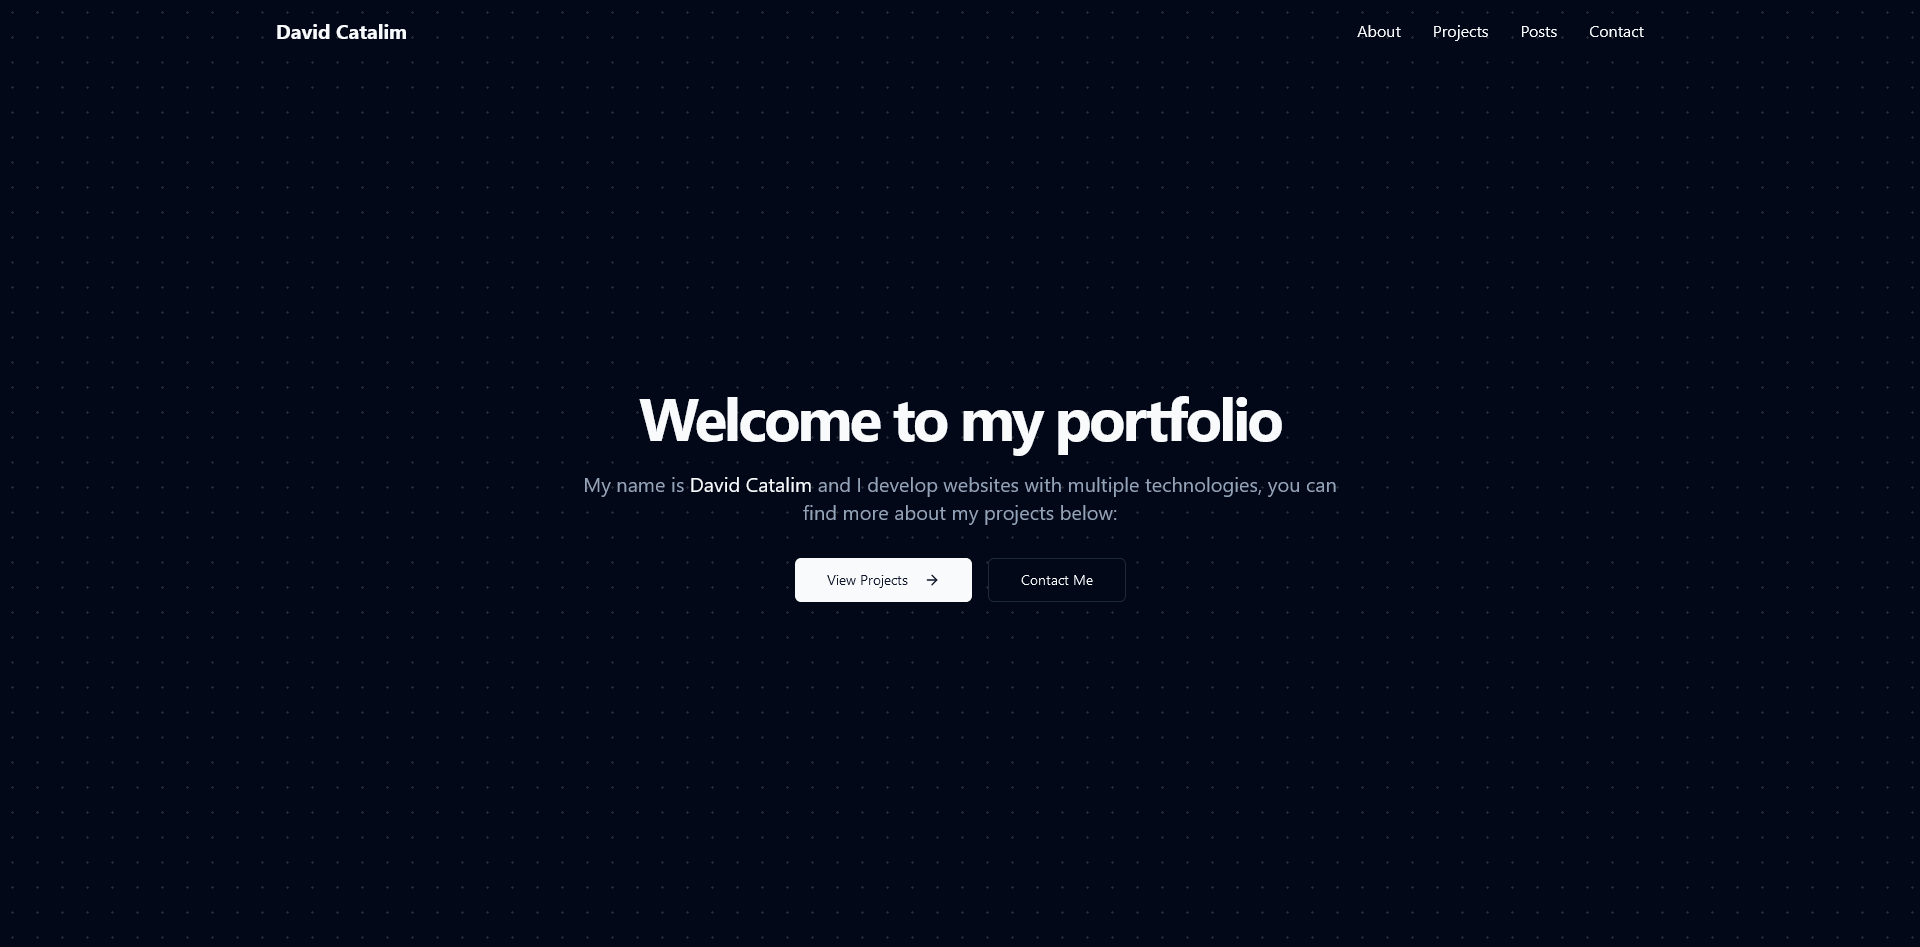 David Catalim
About Projects Posts Contact
Welcome to my portfolio
My name is David Catalim and I develop websites with multiple technologies, you can
find more about my projects below:
View Projects → Contact Me